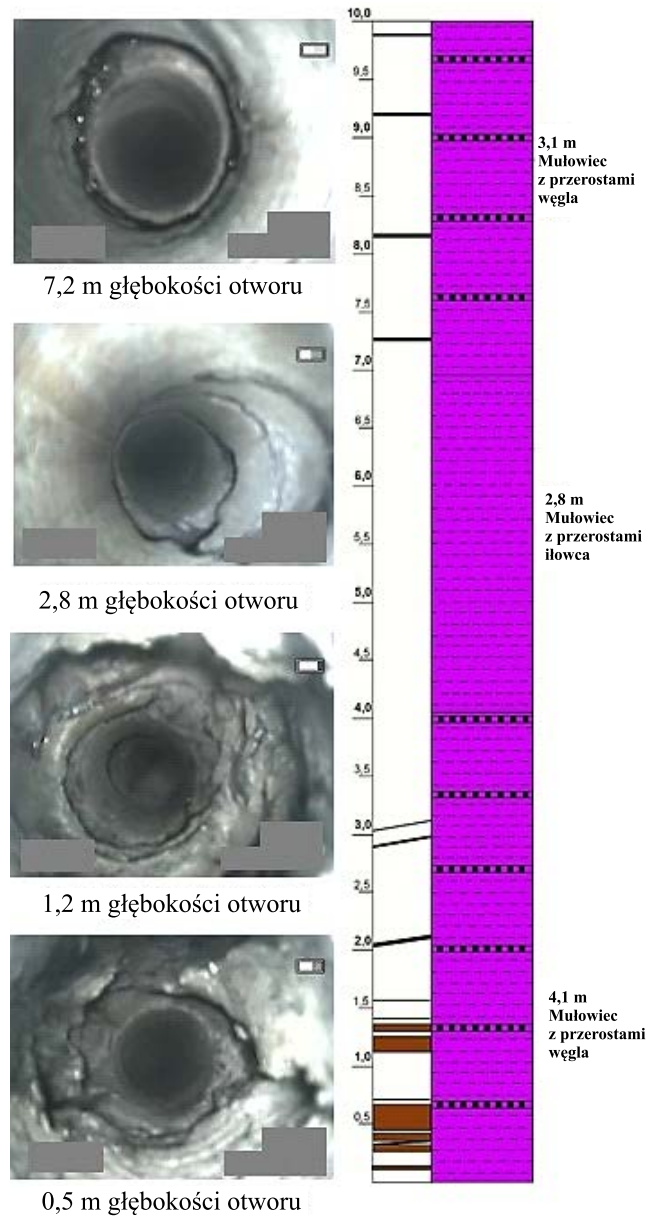 7,2 m głębokości otworu
2,8 m głębokości otworu
1,2 m głębokości otworu
0,5 m głębokości otworu
10,0
9,5
9,0
8,5
8,0
7,5
7,0
6,5
6,0
5,5
5,0
4,5
4,0
3,5
3,0
2,5
2,0
1,5
1,0
0,5
3,1 m
Mułowiec
z przerostami
węgla
2,8 m
Mułowiec
z przerostami
iłowca
4,1 m
Mułowiec
z przerostami
węgla